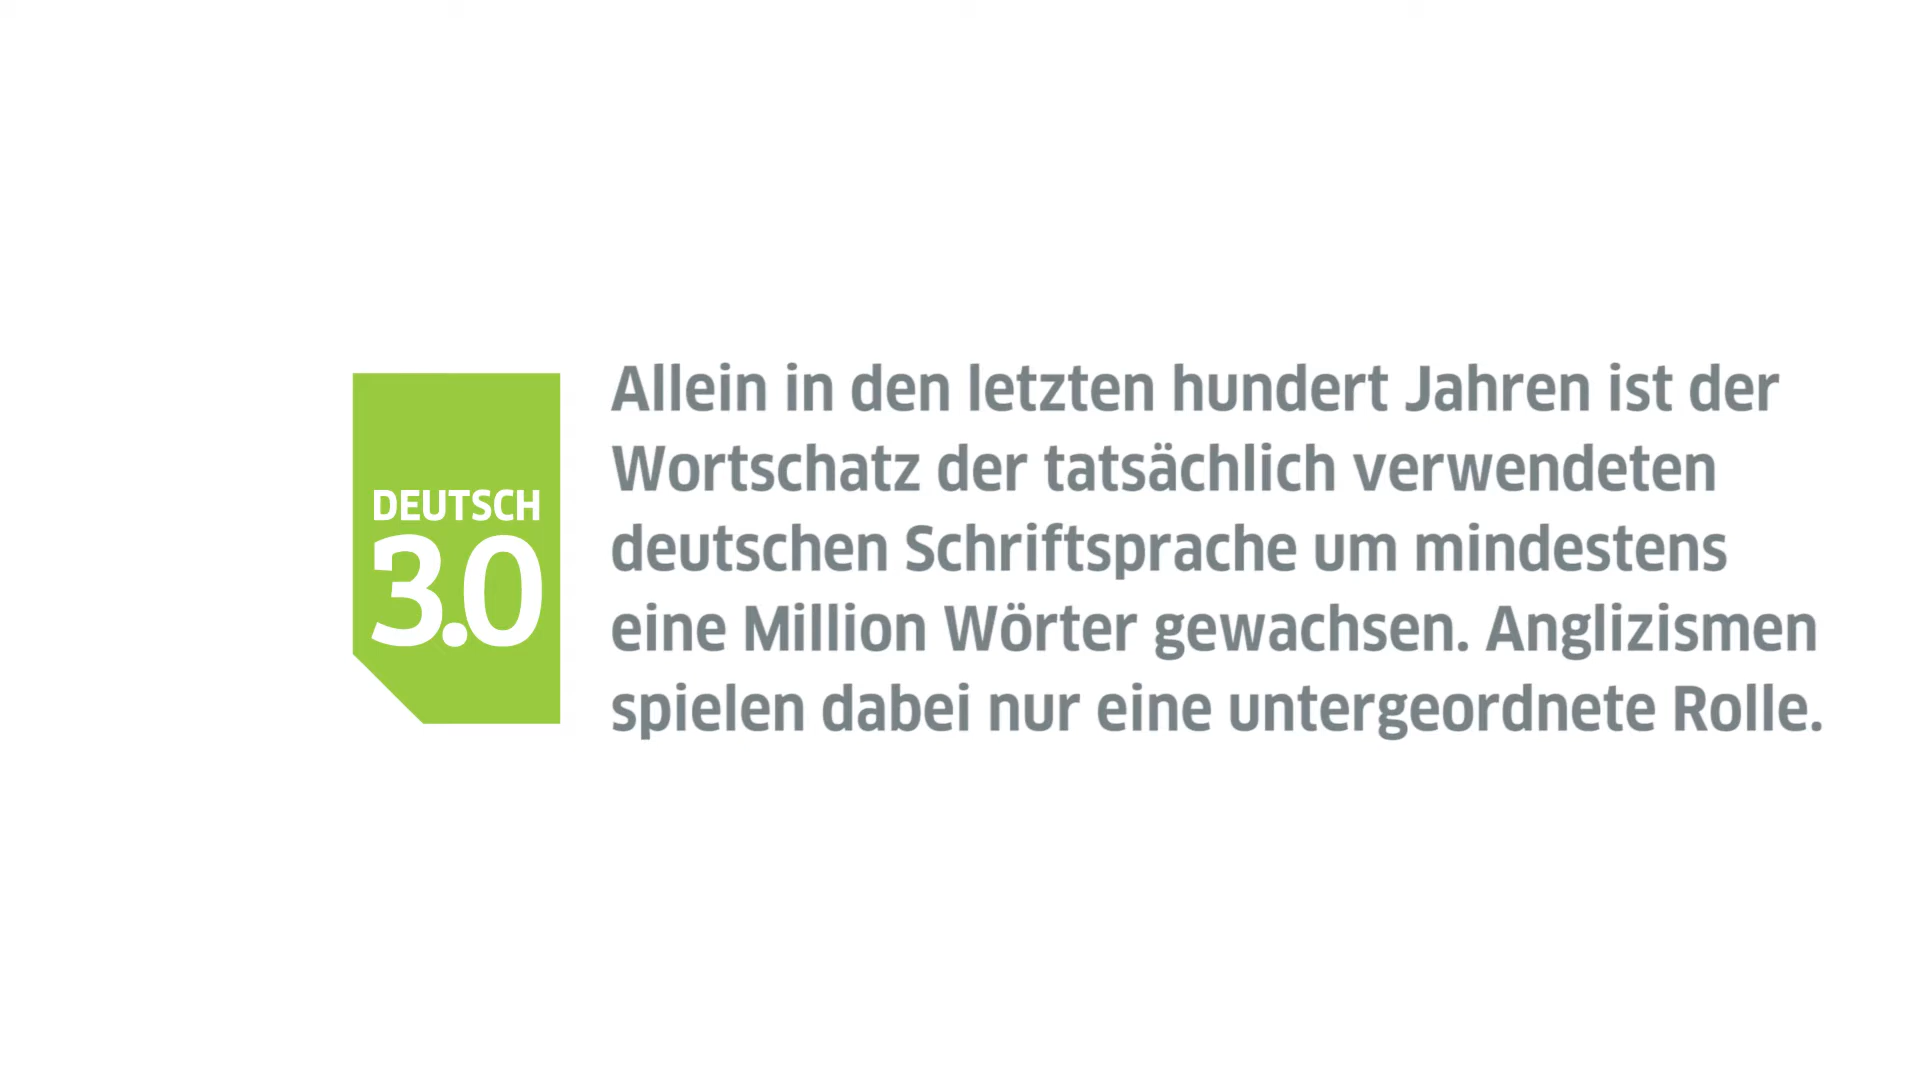 DEUTSCH
3.0
Allein in den letzten hundert Jahren ist der
Wortschatz der tatsächlich verwendeten
deutschen Schriftsprache um mindestens
eine Million Wörter gewachsen. Anglizismen
spielen dabei nur eine untergeordnete Rolle.